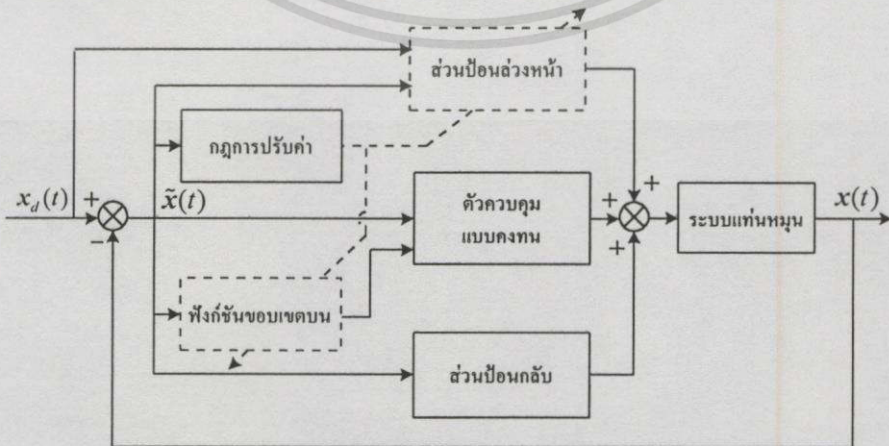 ส่วนป้อนล่วงหน้า
กฎการปรับค่า
x_d(t)
+
−
x̃(t)
ตัวควบคุม
แบบคงทน
+
+
+
+
ระบบแท่นหมุน
x(t)
ฟังก์ชันขอบเขตบน
ส่วนป้อนกลับ